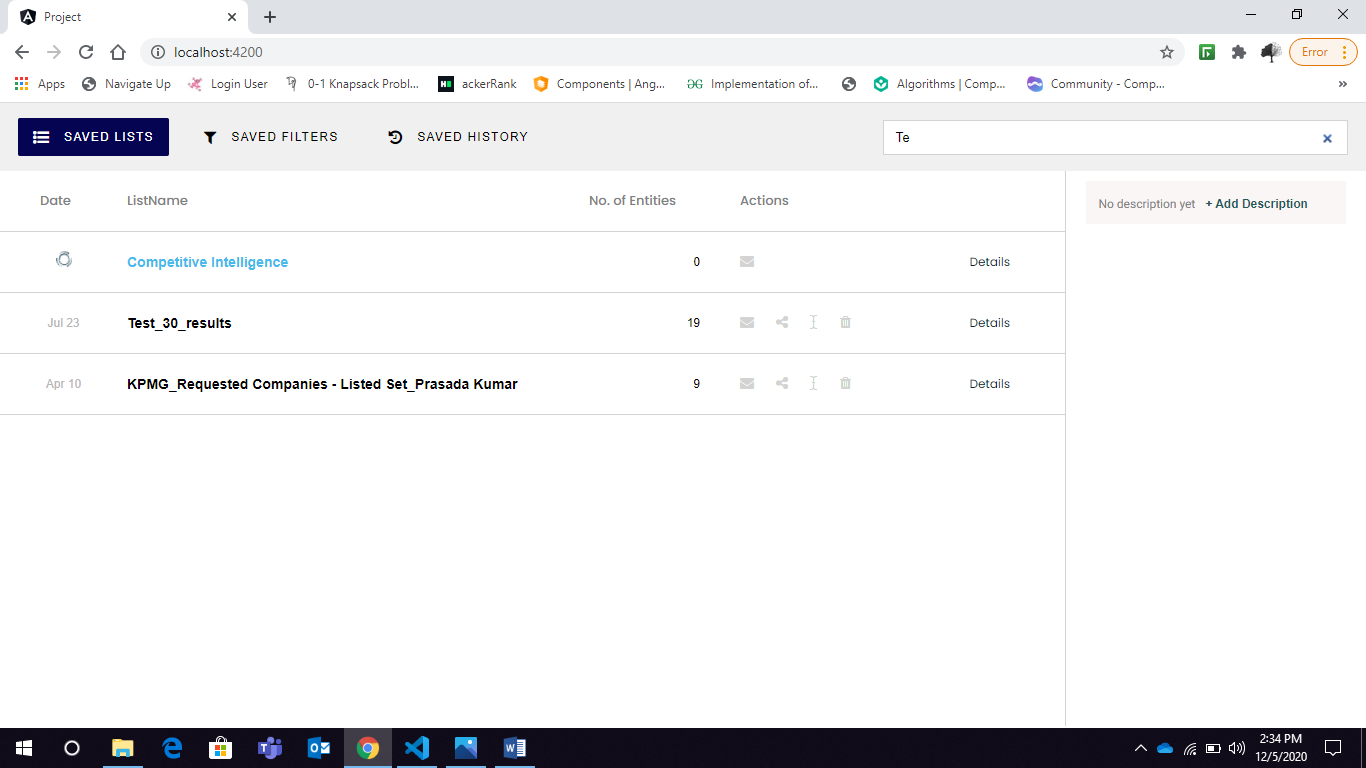 Project
localhost:4200
Error
Apps
Navigate Up
Login User
0-1 Knapsack Probl...
ackerRank
Components | Ang...
Implementation of...
Algorithms | Comp...
Community - Comp...
SAVED LISTS
SAVED FILTERS
SAVED HISTORY
Te
Date ListName No. of Entities Actions
No description yet + Add Description
Competitive Intelligence 0 Details
Jul 23 Test_30_results 19 Details
Apr 10 KPMG_Requested Companies - Listed Set_Prasada Kumar 9 Details
2:34 PM
12/5/2020